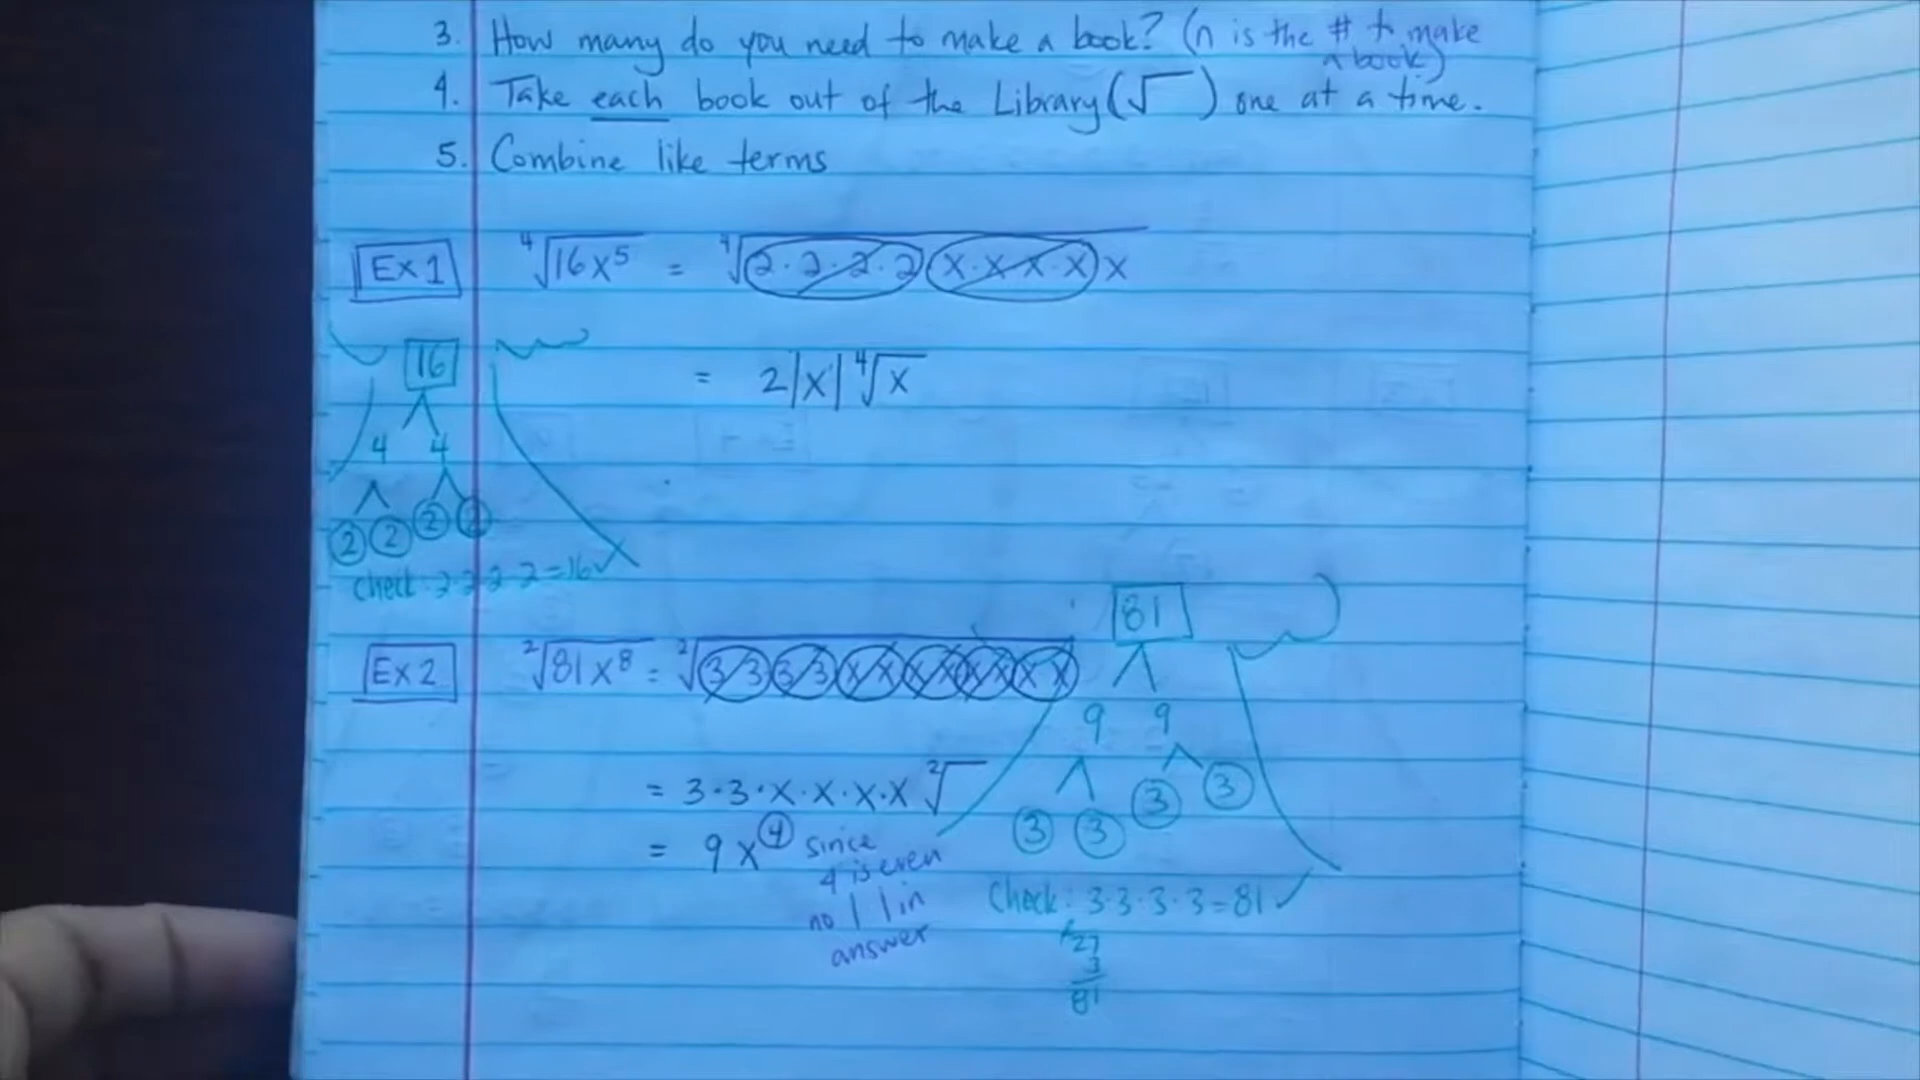 3. How many do you need to make a book? (n is the # to make
a book)
4. Take each book out of the Library (√ ) one at a time.
5. Combine like terms
Ex 1 ⁴√16x⁵ = ⁴√2·2·2·2 x·x·x·x x
16
= 2|x| ⁴√x
4 4
2 2 2 2
Check: 2·2·2·2=16✓
81
Ex 2 ²√81x⁸ = ²√3·3 3·3 x·x x·x x·x x·x
9 9
= 3·3·x·x·x·x ²√
3 3 3 3
= 9x⁴ since
4 is even
no | | in
answer
Check: 3·3·3·3=81 ✓
27
3
81